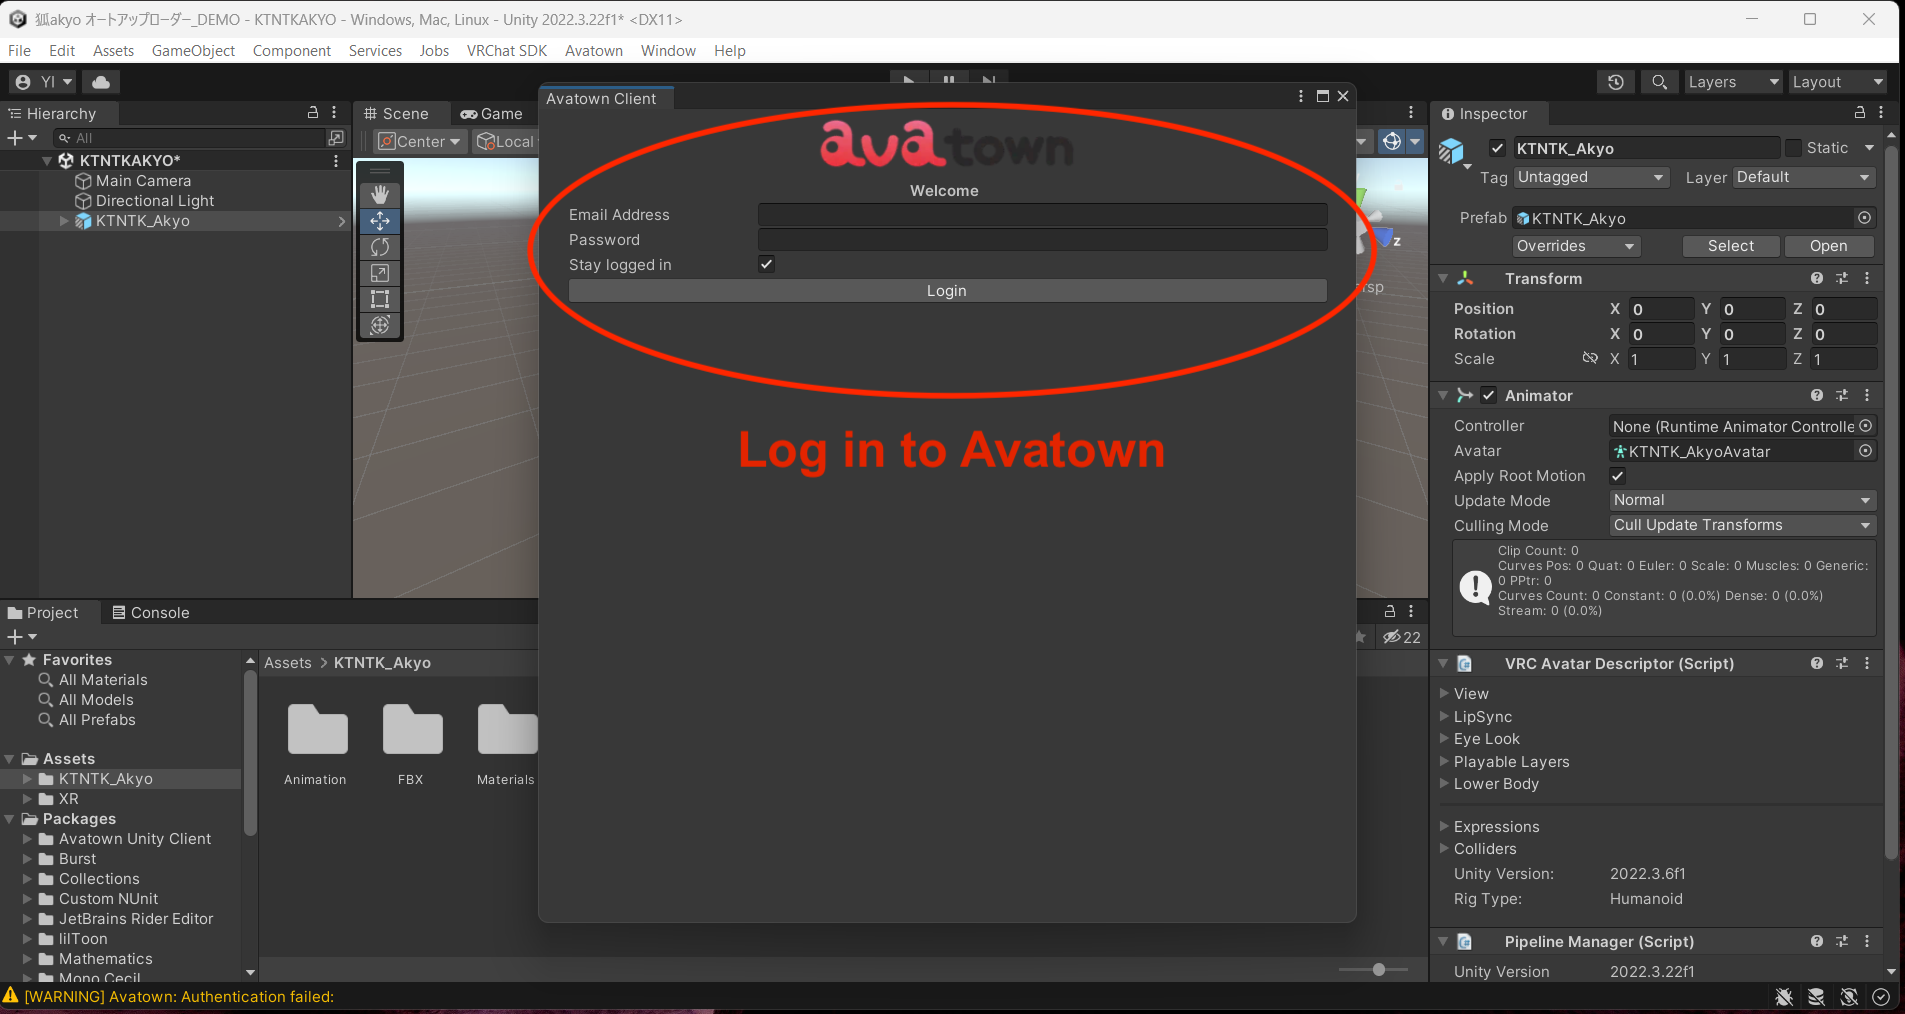 狐akyo オートアップローダー_DEMO - KTNTKAKYO - Windows, Mac, Linux - Unity 2022.3.22f1* <DX11>
File Edit Assets GameObject Component Services Jobs VRChat SDK Avatown Window Help
YI
Layers
Layout
Hierarchy
All
KTNTKAKYO*
Main Camera
Directional Light
KTNTK_Akyo
Scene
Game
Center
Local
Avatown Client
avatown
Welcome
Email Address
Password
Stay logged in
Login
Log in to Avatown
z
Inspector
KTNTK_Akyo
Static
Tag Untagged Layer Default
Prefab KTNTK_Akyo
Overrides Select Open
Transform
Position X 0 Y 0 Z 0
Rotation X 0 Y 0 Z 0
Scale X 1 Y 1 Z 1
Animator
Controller None (Runtime Animator Controlle
Avatar KTNTK_AkyoAvatar
Apply Root Motion
Update Mode Normal
Culling Mode Cull Update Transforms
Clip Count: 0
Curves Pos: 0 Quat: 0 Euler: 0 Scale: 0 Muscles: 0 Generic:
0 PPtr: 0
Curves Count: 0 Constant: 0 (0.0%) Dense: 0 (0.0%)
Stream: 0 (0.0%)
VRC Avatar Descriptor (Script)
View
LipSync
Eye Look
Playable Layers
Lower Body
Expressions
Colliders
Unity Version: 2022.3.6f1
Rig Type: Humanoid
Pipeline Manager (Script)
Unity Version 2022.3.22f1
Project
Console
22
Favorites
All Materials
All Models
All Prefabs
Assets
KTNTK_Akyo
XR
Packages
Avatown Unity Client
Burst
Collections
Custom NUnit
JetBrains Rider Editor
lilToon
Mathematics
Mono Cecil
Assets > KTNTK_Akyo
Animation
FBX
Materials
[WARNING] Avatown: Authentication failed: